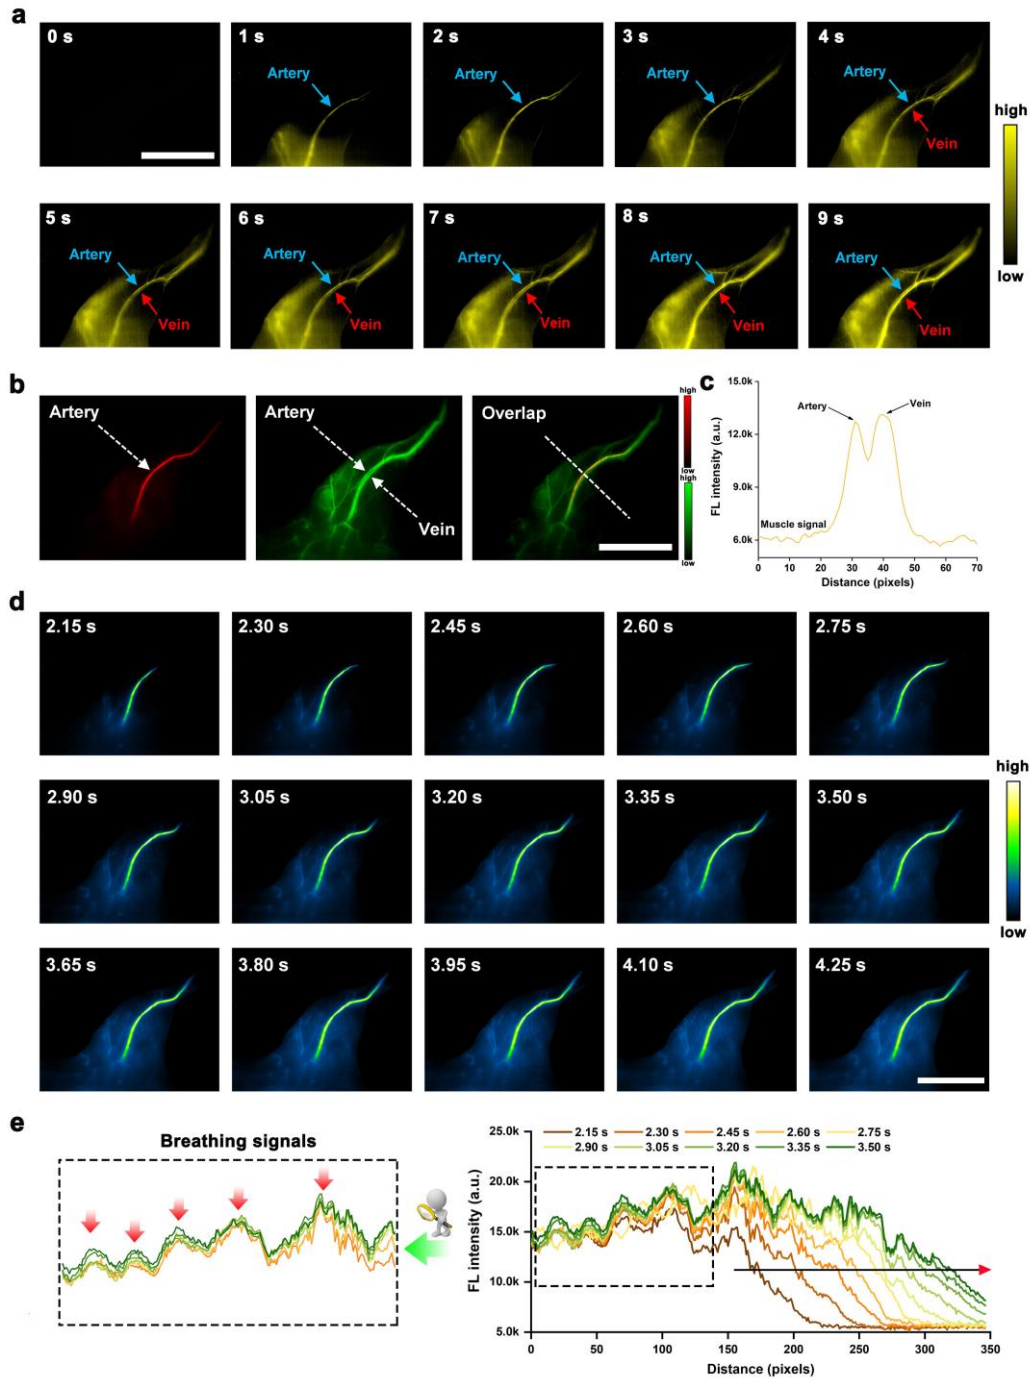 a
0 s
1 s
Artery
2 s
Artery
3 s
Artery
4 s
Artery
Vein
high
low
5 s
Artery
Vein
6 s
Artery
Vein
7 s
Artery
Vein
8 s
Artery
Vein
9 s
Artery
Vein
b
Artery
Artery
Vein
Overlap
high
low
high
low
c
15.0k
12.0k
9.0k
6.0k
FL intensity (a.u.)
Artery
Vein
Muscle signal
0 10 20 30 40 50 60 70
Distance (pixels)
d
2.15 s
2.30 s
2.45 s
2.60 s
2.75 s
2.90 s
3.05 s
3.20 s
3.35 s
3.50 s
3.65 s
3.80 s
3.95 s
4.10 s
4.25 s
high
low
e
Breathing signals
25.0k
20.0k
15.0k
10.0k
5.0k
FL intensity (a.u.)
2.15 s 2.30 s 2.45 s 2.60 s 2.75 s
2.90 s 3.05 s 3.20 s 3.35 s 3.50 s
0 50 100 150 200 250 300 350
Distance (pixels)